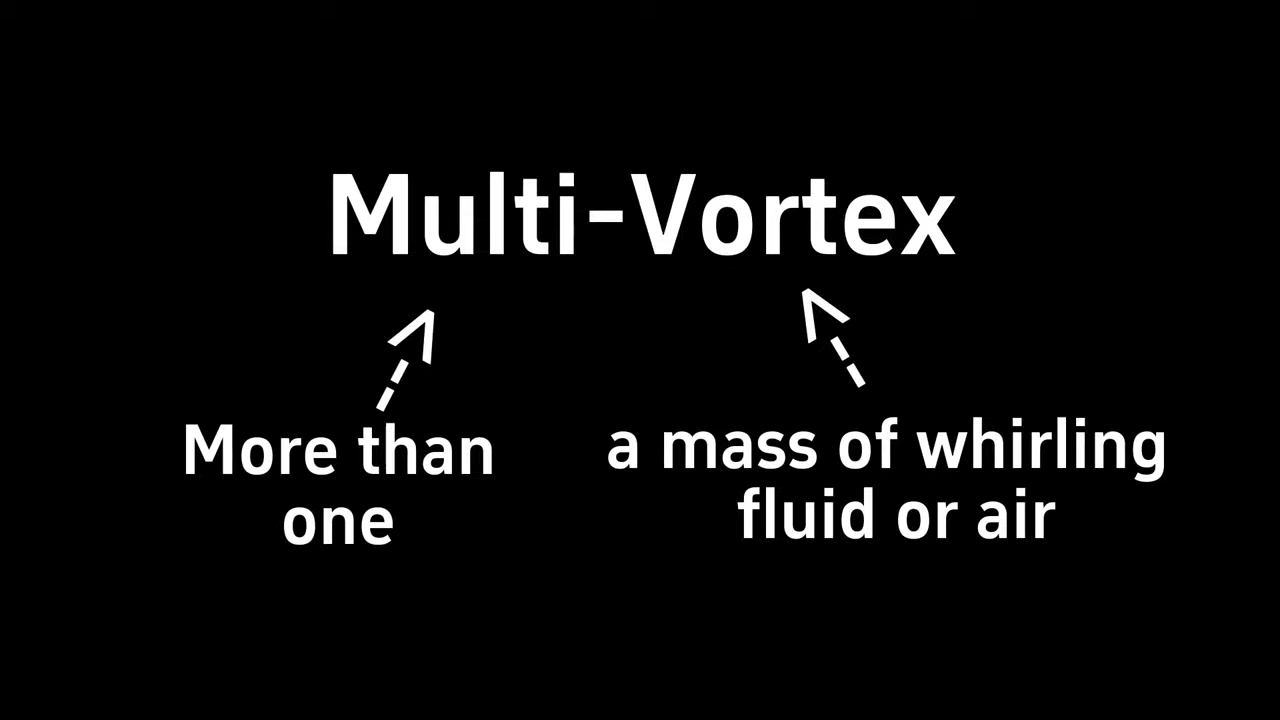 Multi-Vortex
More than
one
a mass of whirling
fluid or air